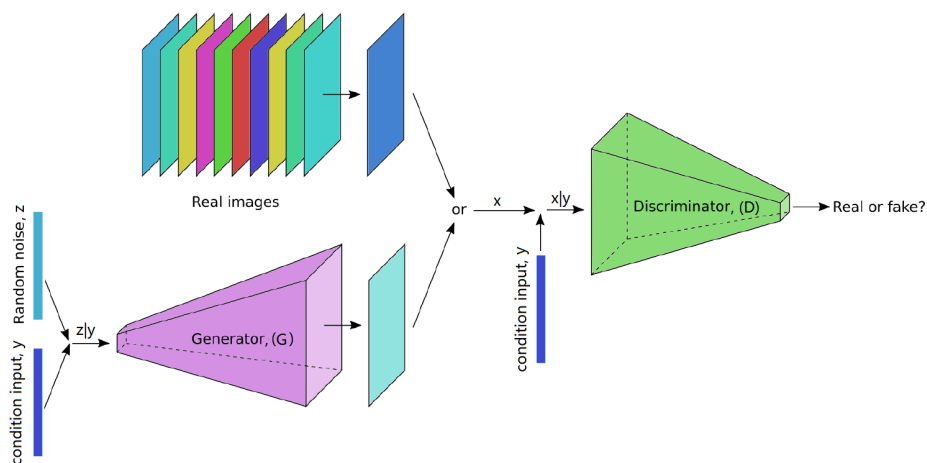 Real images
Random noise, z
condition input, y
z|y
Generator, (G)
or
x
condition input, y
x|y
Discriminator, (D)
Real or fake?